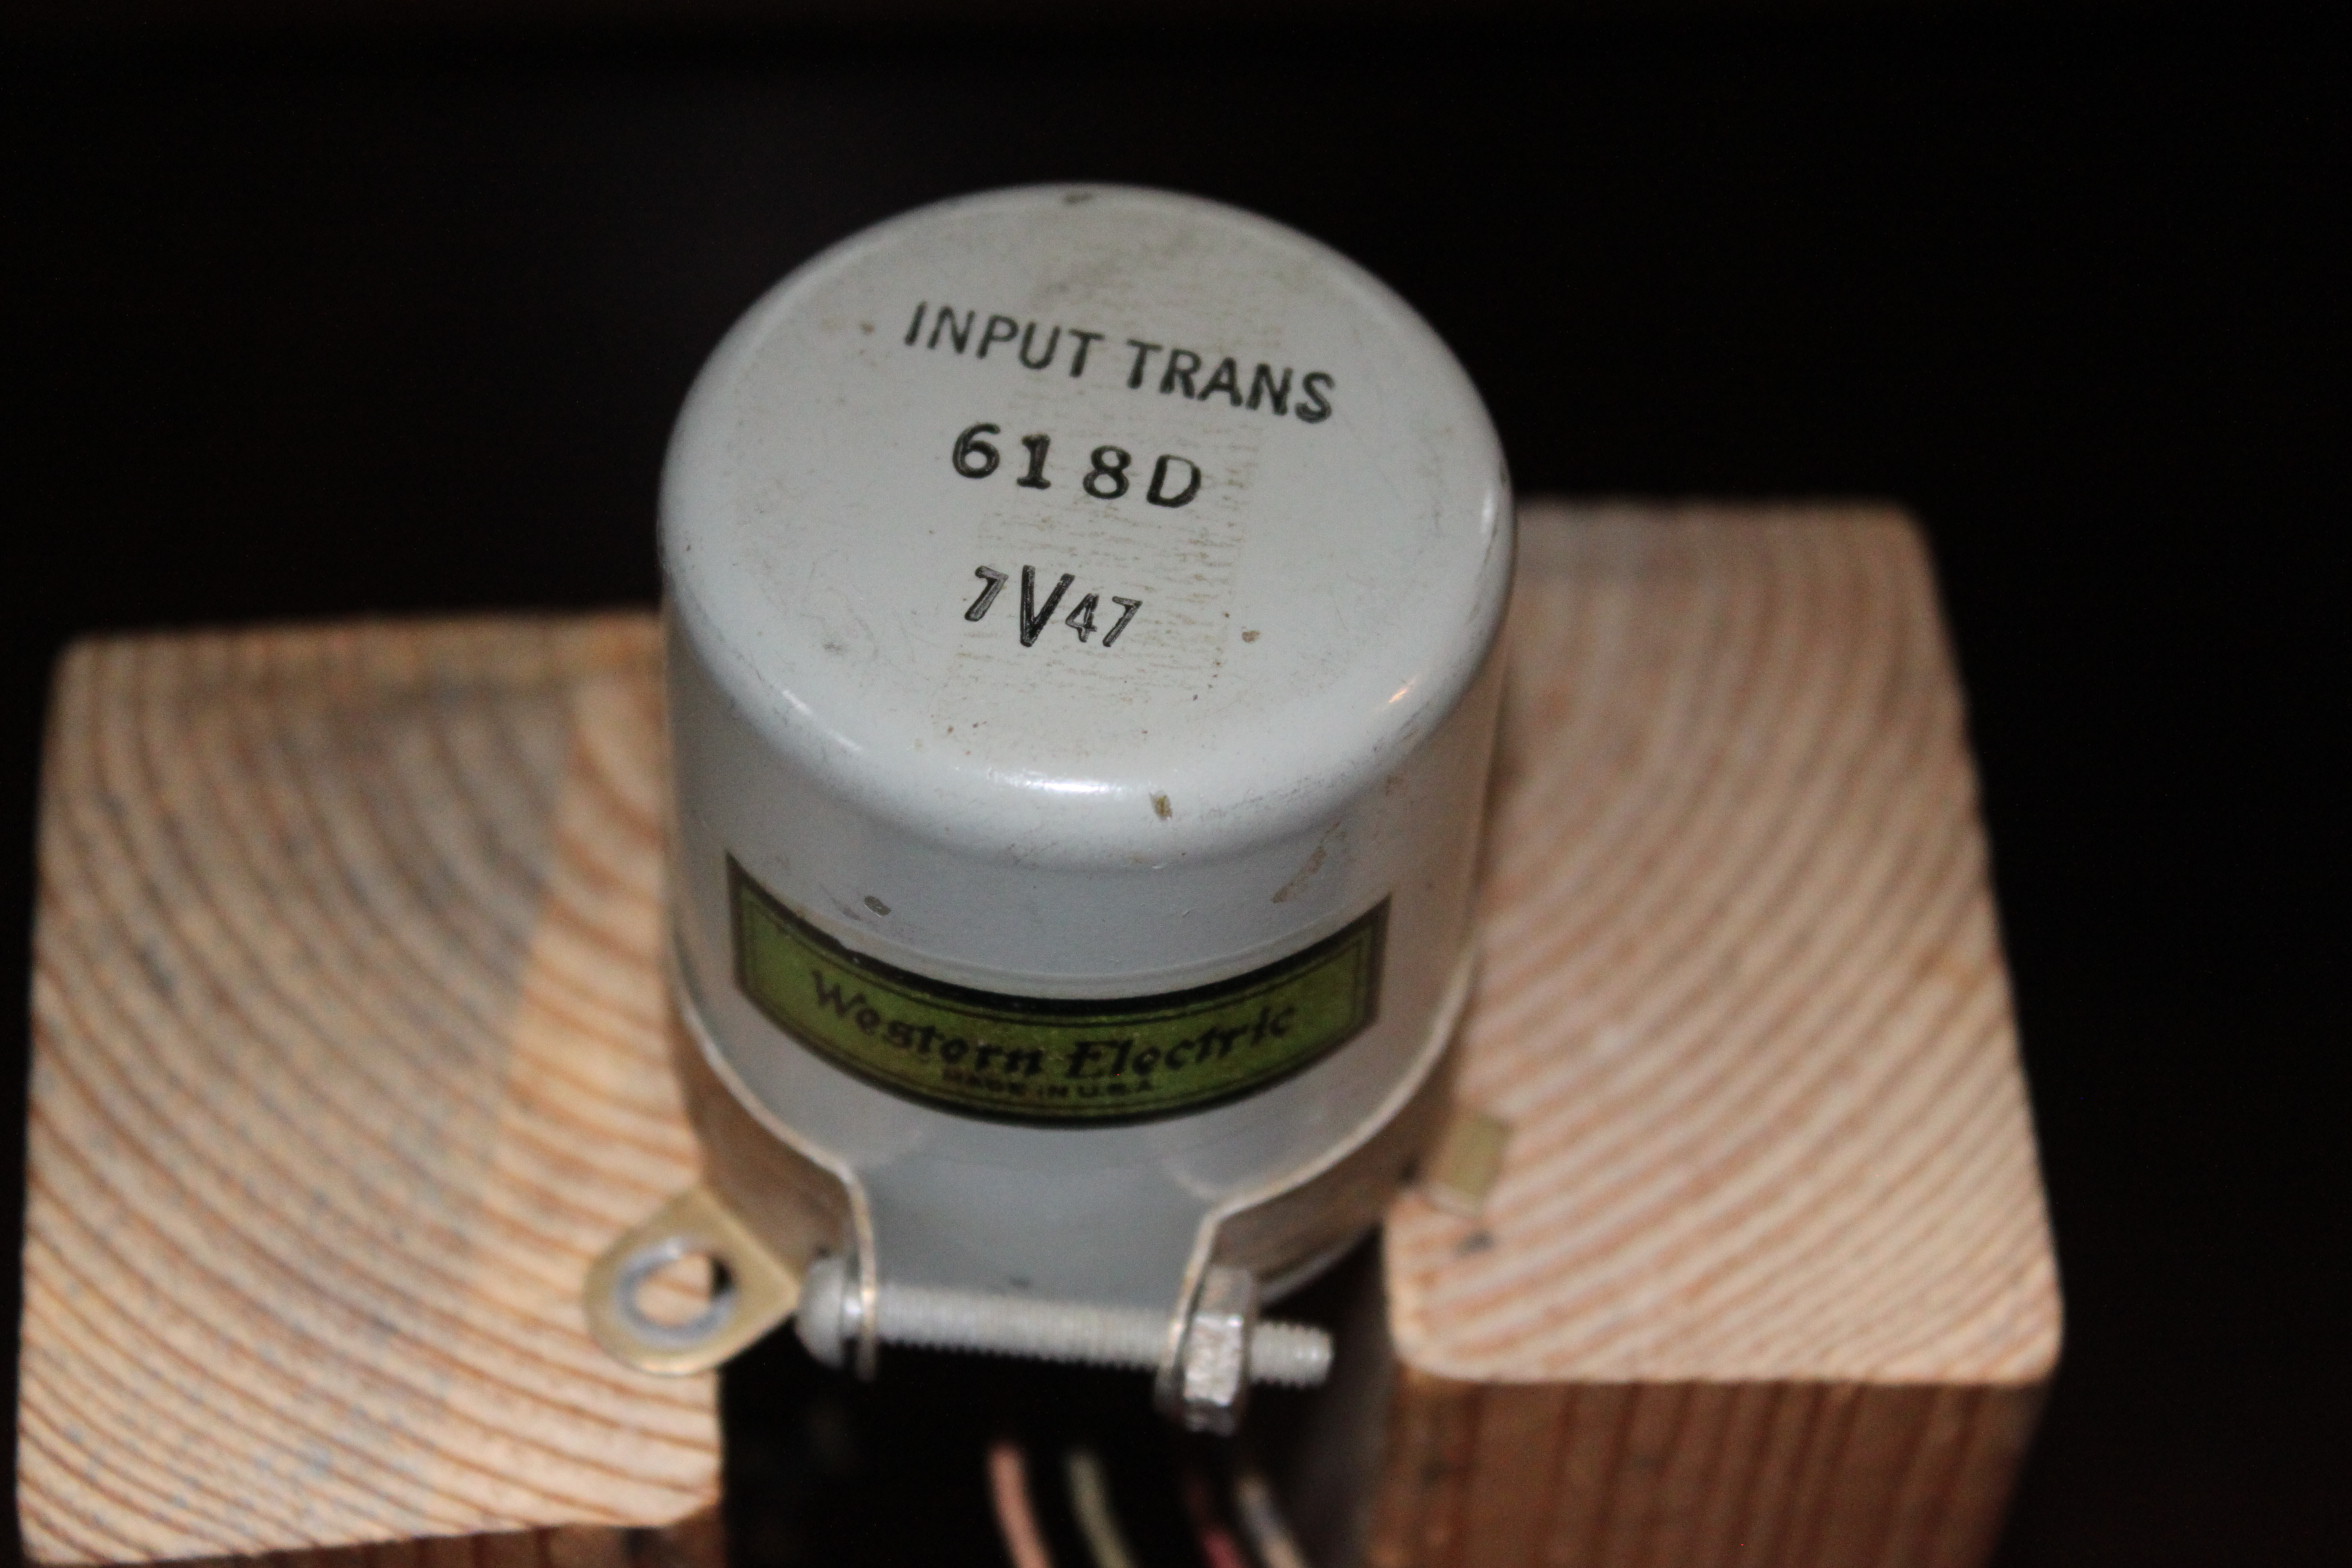 INPUT TRANS
618D
7V47
Western Electric
MADE IN U.S.A.